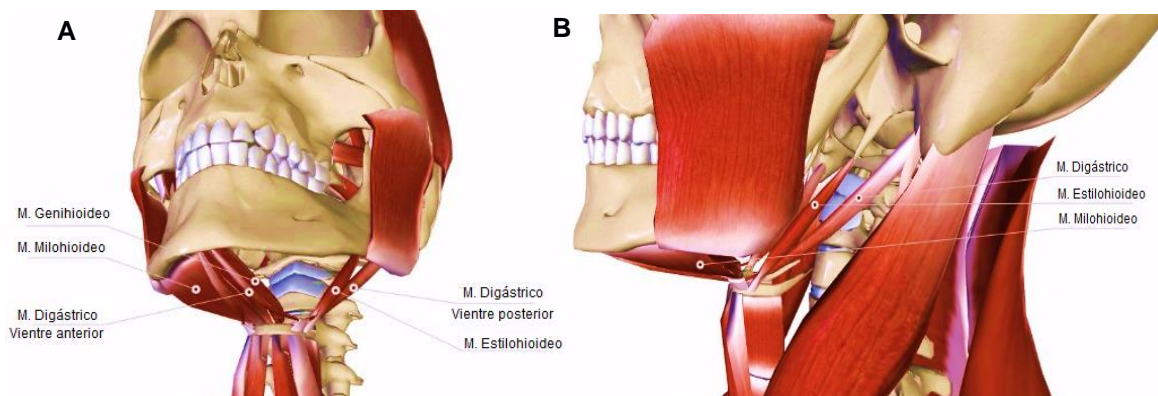 A
B
M. Genihioideo
M. Milohioideo
M. Digástrico
Vientre anterior
M. Digástrico
Vientre posterior
M. Estilohioideo
M. Digástrico
M. Estilohioideo
M. Milohioideo